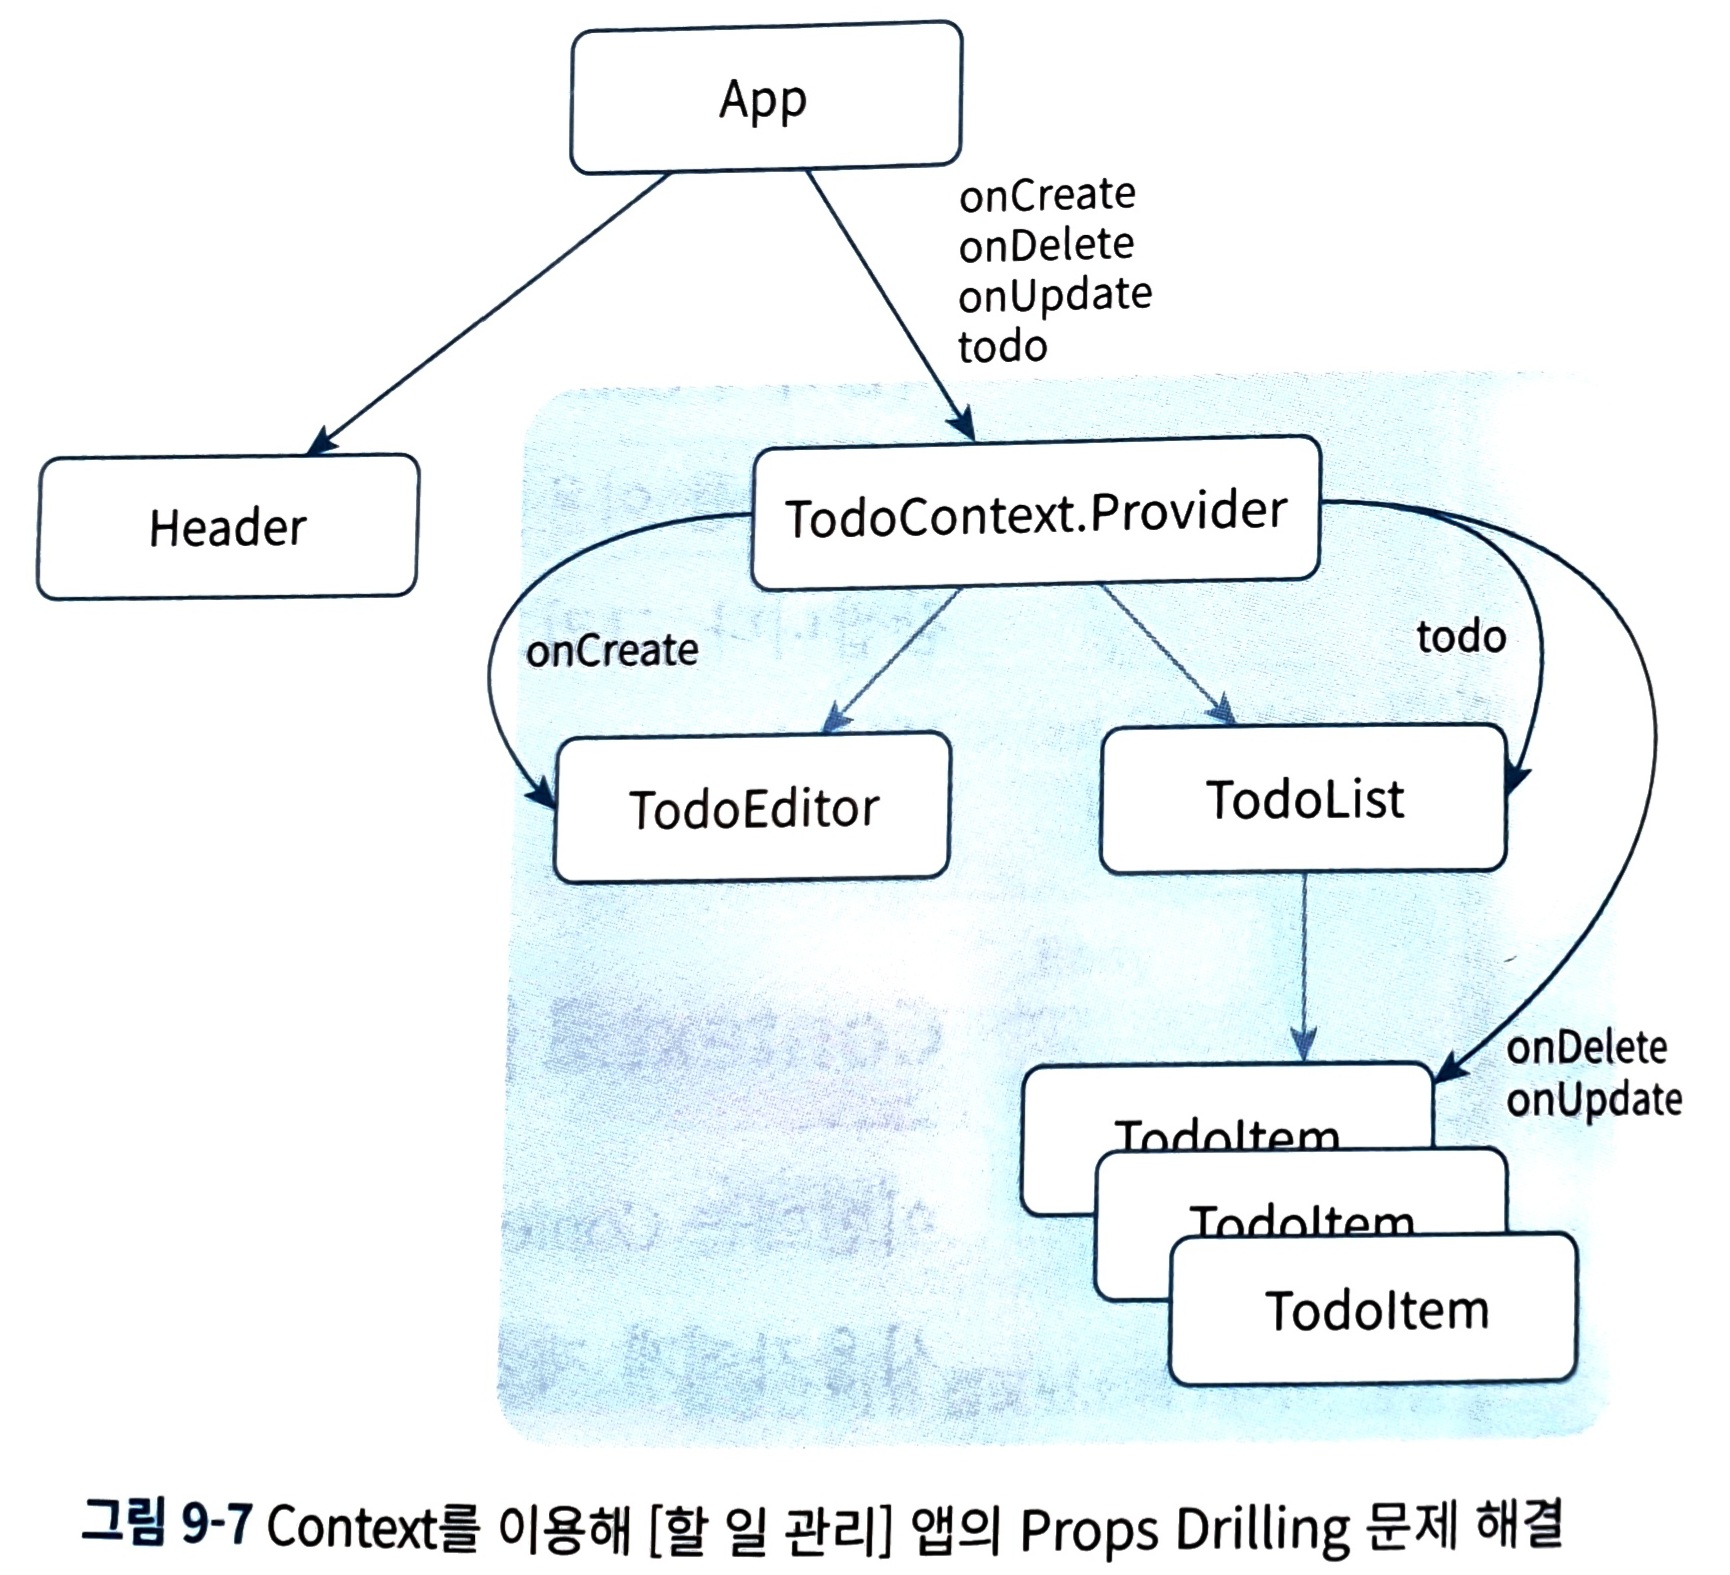 App
onCreate
onDelete
onUpdate
todo
Header
TodoContext.Provider
onCreate
todo
TodoEditor
TodoList
onDelete
onUpdate
TodoItem
TodoItem
TodoItem
그림 9-7 Context를 이용해 [할 일 관리] 앱의 Props Drilling 문제 해결